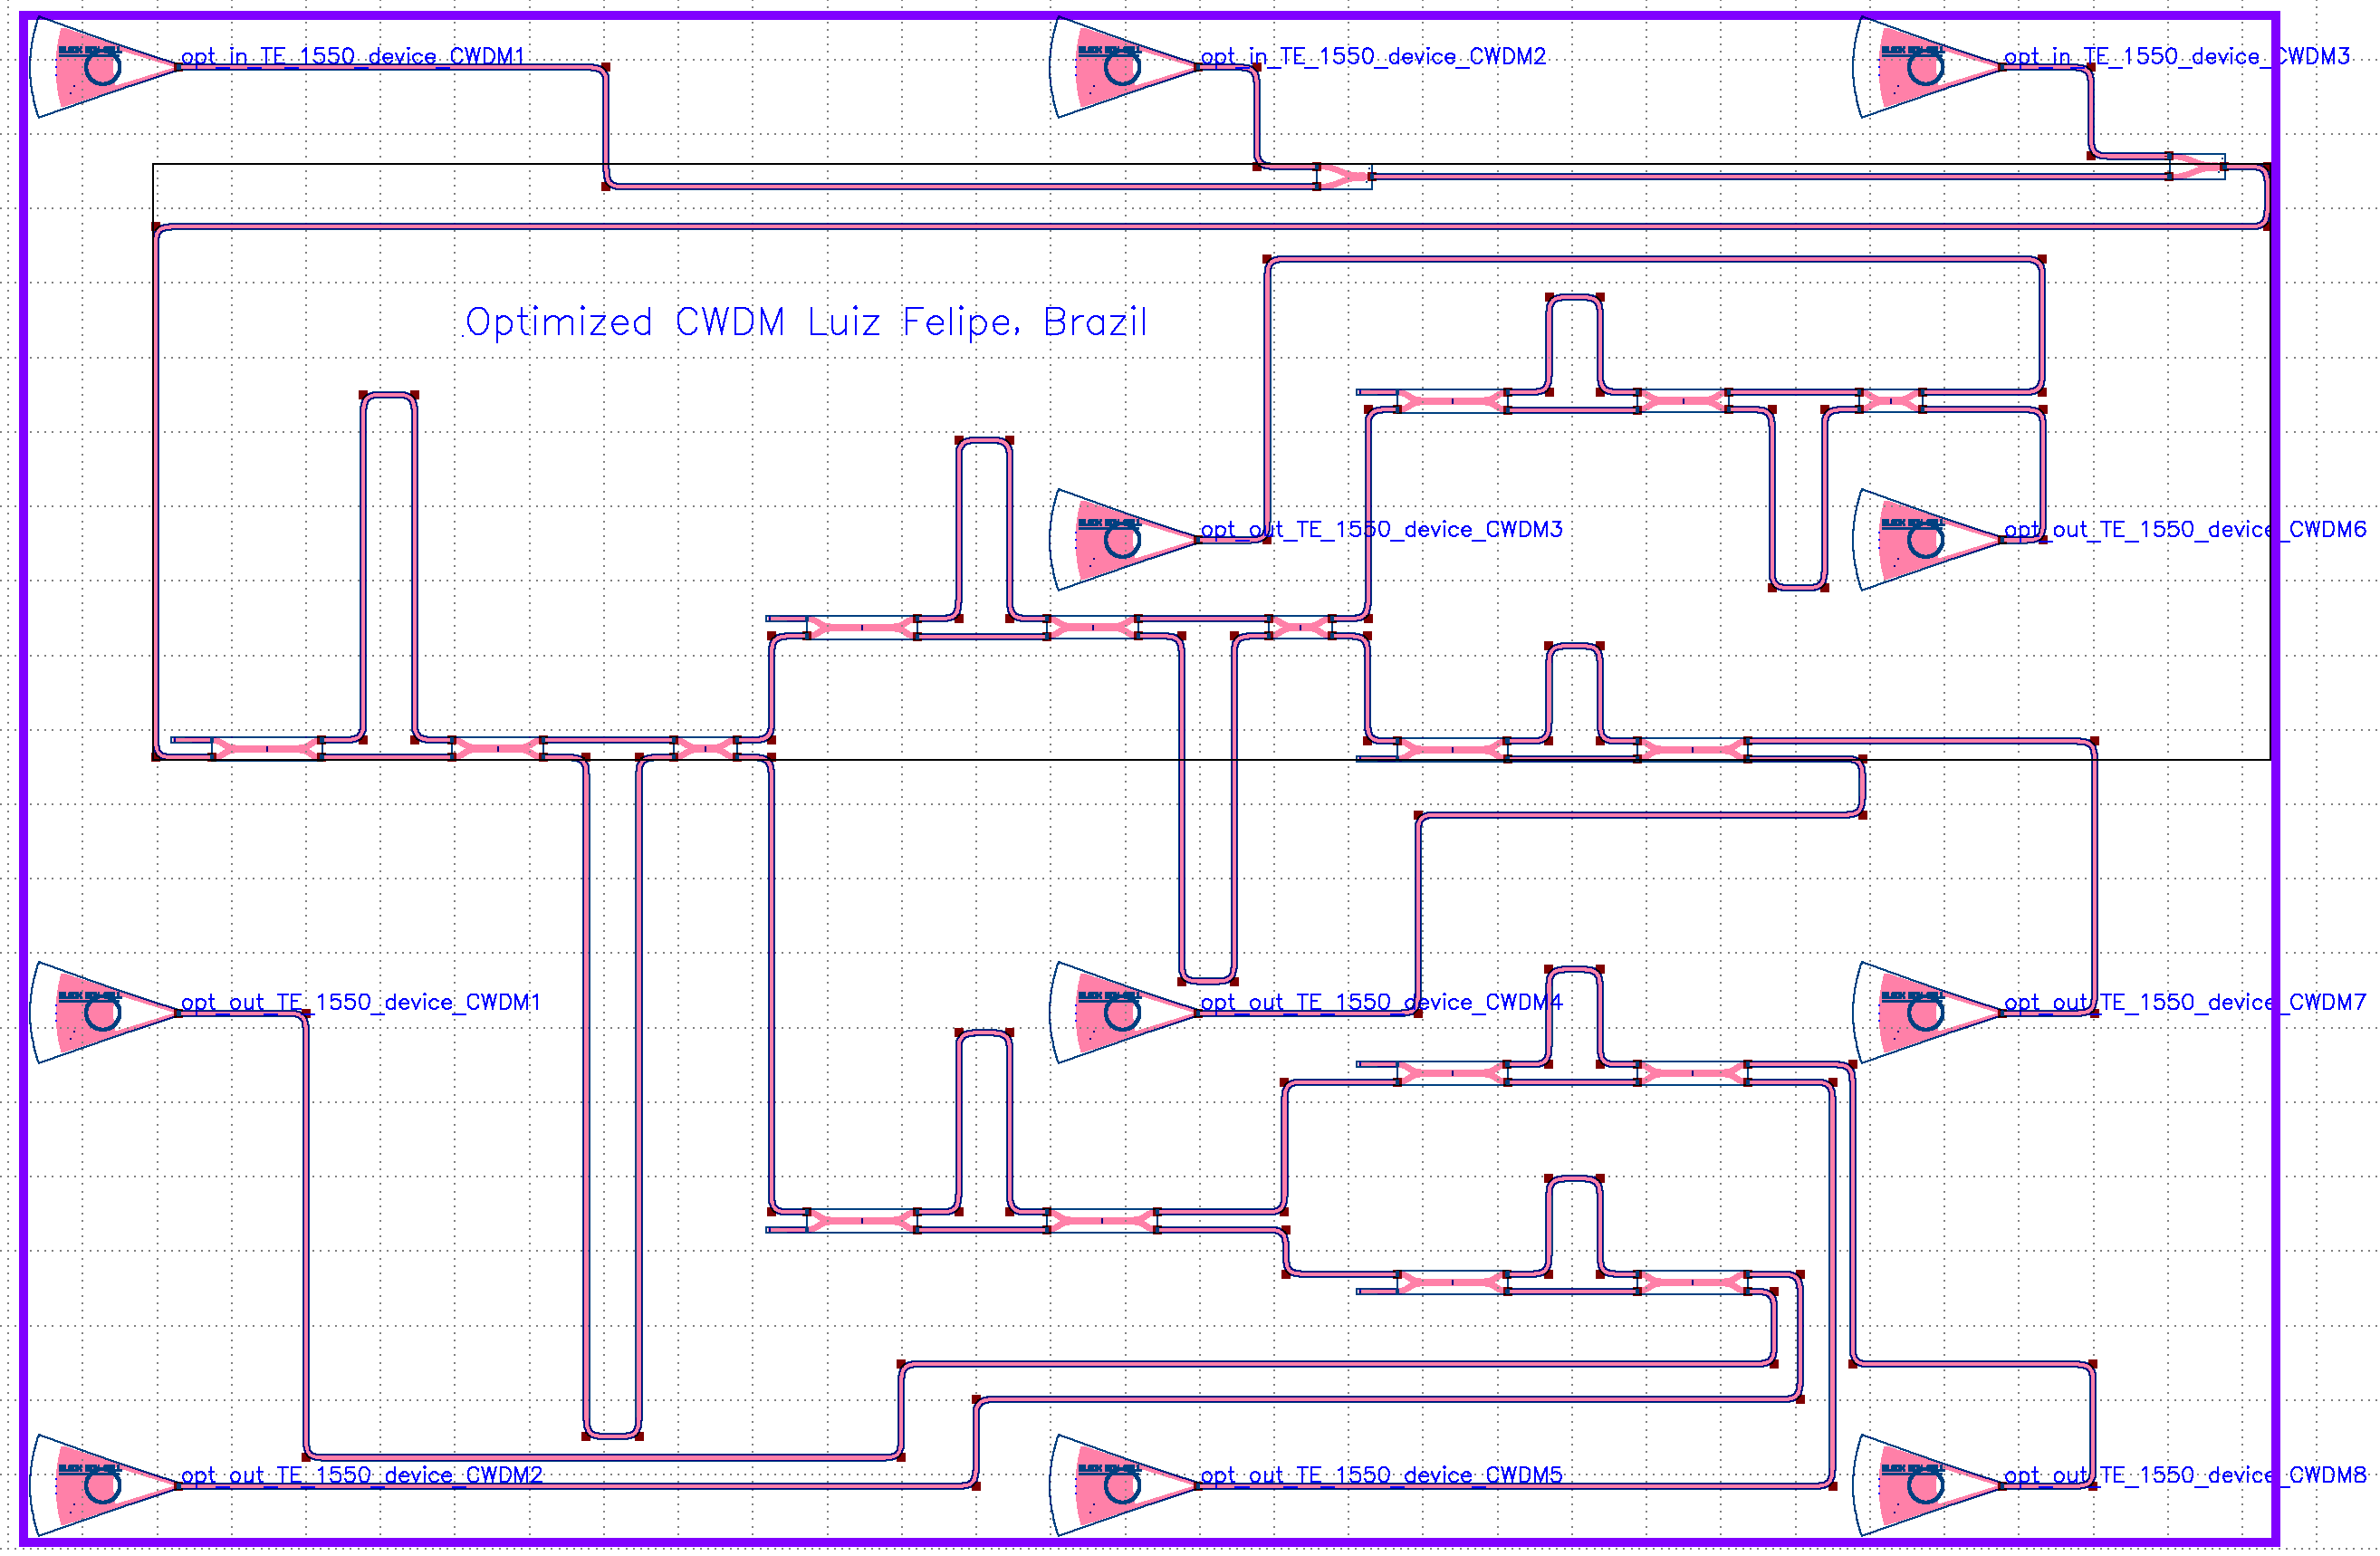 opt_in_TE_1550_device_CWDM1
opt_in_TE_1550_device_CWDM2
opt_in_TE_1550_device_CWDM3
Optimized CWDM Luiz Felipe, Brazil
opt_out_TE_1550_device_CWDM3
opt_out_TE_1550_device_CWDM6
opt_out_TE_1550_device_CWDM1
opt_out_TE_1550_device_CWDM4
opt_out_TE_1550_device_CWDM7
opt_out_TE_1550_device_CWDM2
opt_out_TE_1550_device_CWDM5
opt_out_TE_1550_device_CWDM8